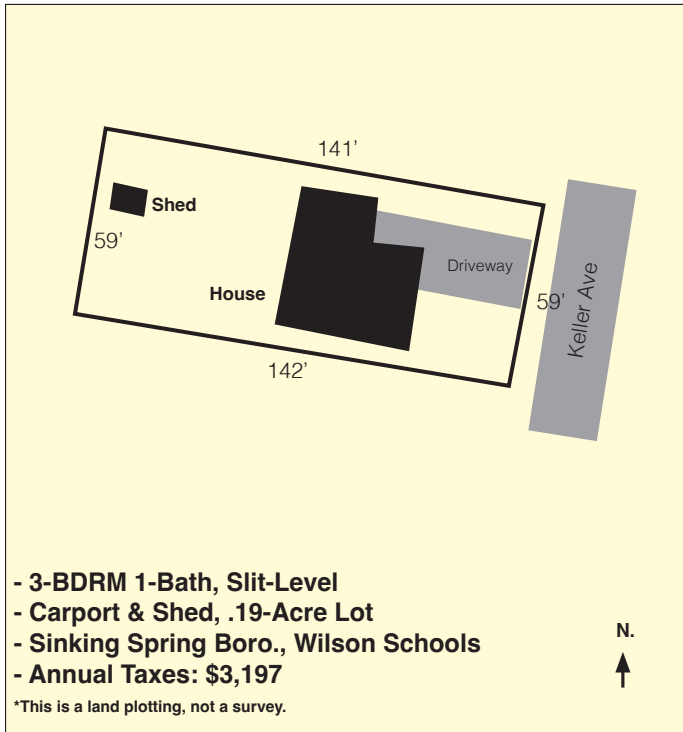 141’
Shed
59’
Driveway
House
59’
Keller Ave
142’
- 3-BDRM 1-Bath, Slit-Level
- Carport & Shed, .19-Acre Lot
- Sinking Spring Boro., Wilson Schools
- Annual Taxes: $3,197
*This is a land plotting, not a survey.
N.